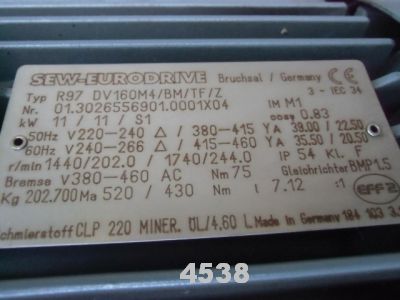 SEW-EURODRIVE Bruchsal / Germany CE
Typ R97 DV160M4/BM/TF/Z 3 - IEC 34
Nr. 01.3026556901.0001X04 IM M1
kW 11 / 11 / S1 cosφ 0.83
50Hz V220-240 Δ / 380-415 YA 39.00 / 22.50
60Hz V240-266 Δ / 415-460 YA 35.50 / 20.50
r/min 1440/202.0 / 1740/244.0 IP 54 Kl. F
Bremse V380-460 AC Nm 75 Gleichrichter BMP1.5
Kg 202.700 Ma 520 / 430 Nm i 7.12 :1 EFF2
Schmierstoff CLP 220 MINER. ÖL/4.60 L Made in Germany 184 103 3
4538